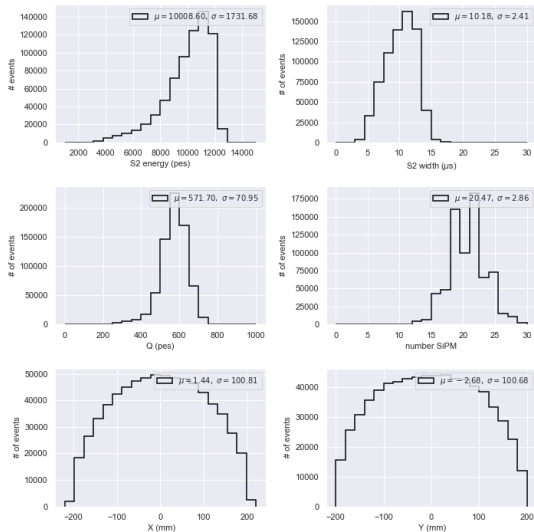 μ = 10008.60, σ = 1731.68
140000
120000
100000
80000
60000
40000
20000
0
# of events
2000 4000 6000 8000 10000 12000 14000
S2 energy (pes)
μ = 10.18, σ = 2.41
150000
125000
100000
75000
50000
25000
0
# of events
0 5 10 15 20 25 30
S2 width (μs)
μ = 571.70, σ = 70.95
200000
150000
100000
50000
0
# of events
0 200 400 600 800 1000
Q (pes)
μ = 20.47, σ = 2.86
175000
150000
125000
100000
75000
50000
25000
0
# of events
0 5 10 15 20 25 30
number SiPM
μ = 1.44, σ = 100.81
50000
40000
30000
20000
10000
0
# of events
−200 −100 0 100 200
X (mm)
μ = −2.68, σ = 100.68
40000
30000
20000
10000
0
# of events
−200 −100 0 100 200
Y (mm)